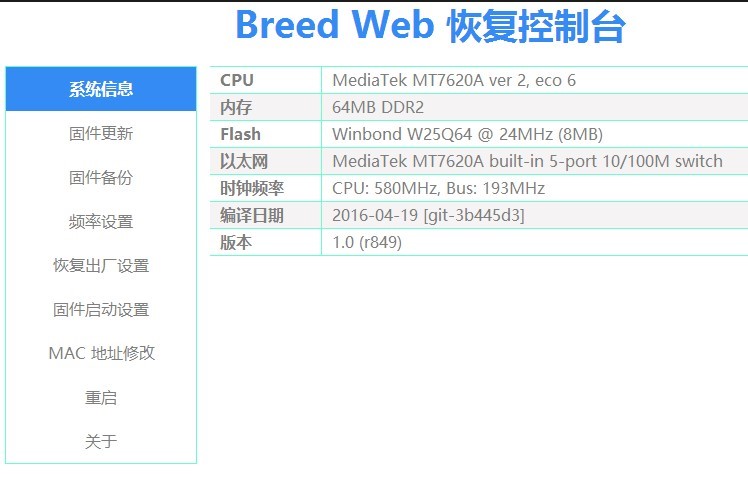 Breed Web 恢复控制台
系统信息
固件更新
固件备份
频率设置
恢复出厂设置
固件启动设置
MAC 地址修改
重启
关于
CPU MediaTek MT7620A ver 2, eco 6
内存 64MB DDR2
Flash Winbond W25Q64 @ 24MHz (8MB)
以太网 MediaTek MT7620A built-in 5-port 10/100M switch
时钟频率 CPU: 580MHz, Bus: 193MHz
编译日期 2016-04-19 [git-3b445d3]
版本 1.0 (r849)